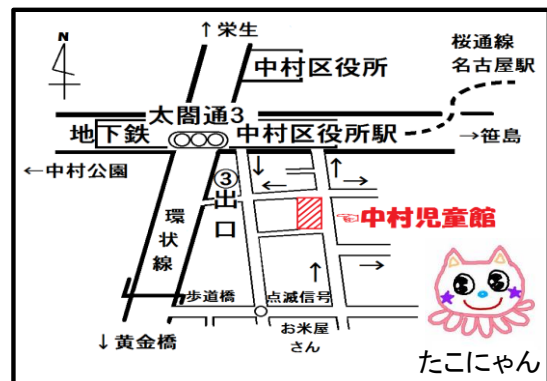 N
↑栄生
桜通線
名古屋駅
中村区役所
太閤通3
地下鉄
中村区役所駅
→笹島
←中村公園
③出口
環状線
☜中村児童館
歩道橋
点滅信号
お米屋
さん
↓黄金橋
たこにゃん